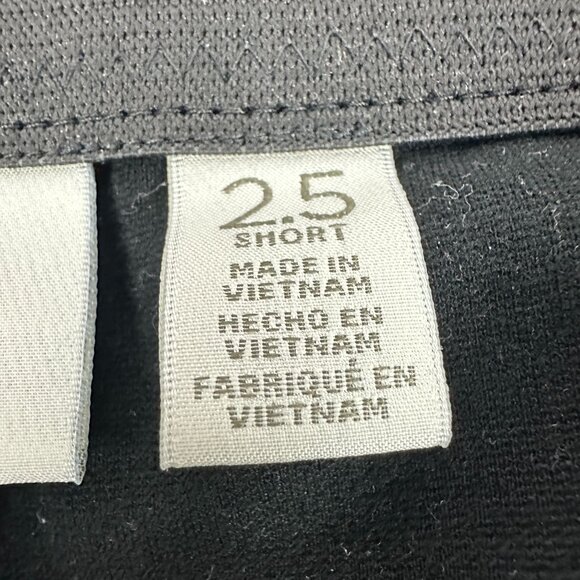 2.5
SHORT
MADE IN
VIETNAM
HECHO EN
VIETNAM
FABRIQUÉ EN
VIETNAM